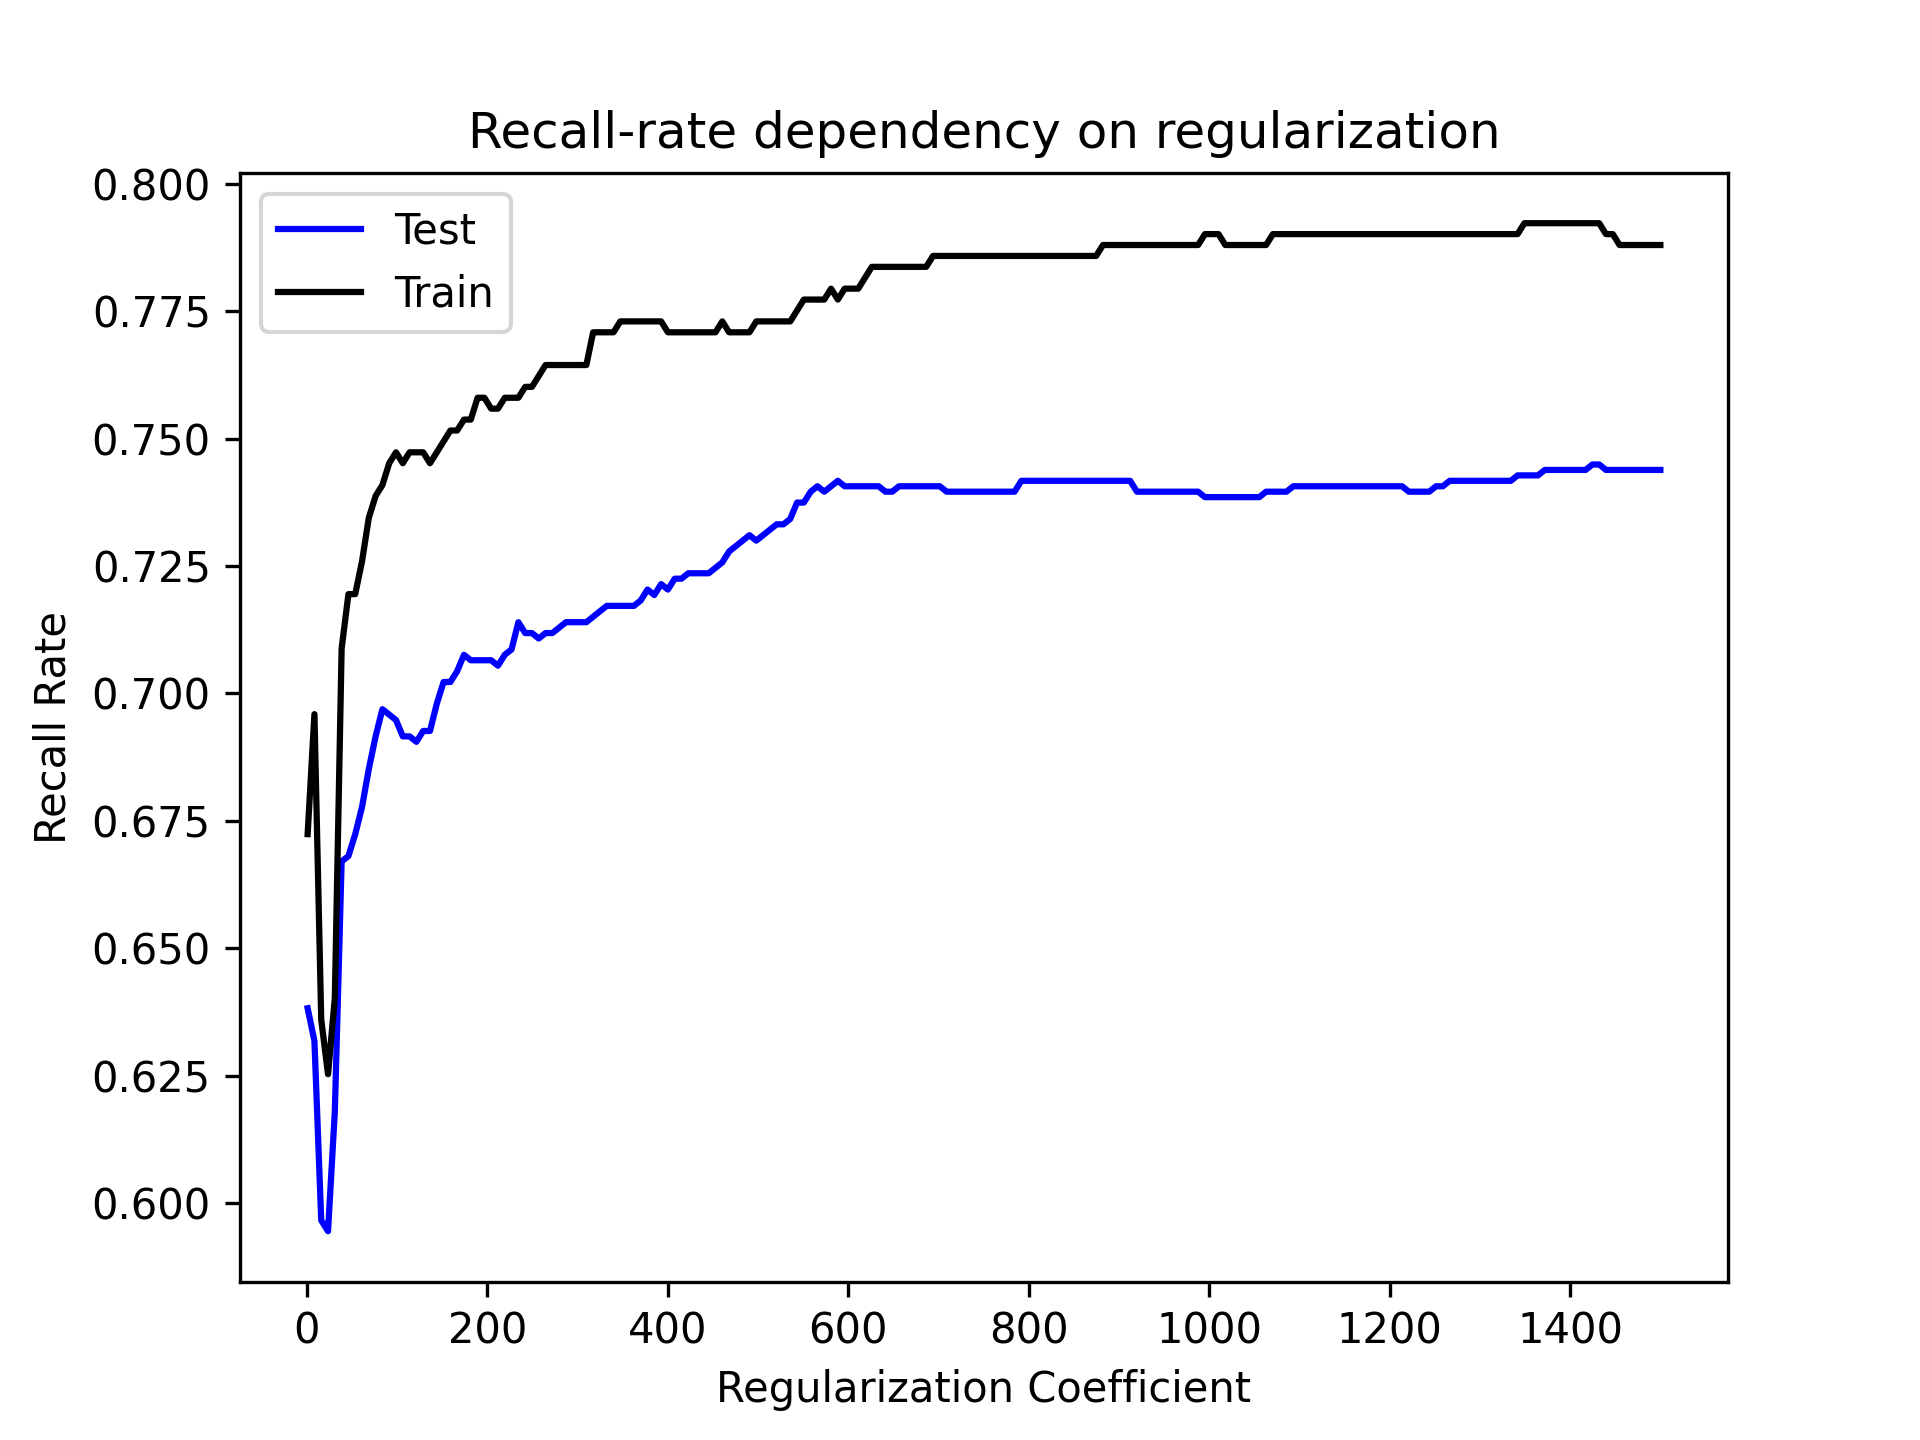 Recall-rate dependency on regularization
Test
Train
0.800
0.775
0.750
0.725
0.700
0.675
0.650
0.625
0.600
Recall Rate
0 200 400 600 800 1000 1200 1400
Regularization Coefficient